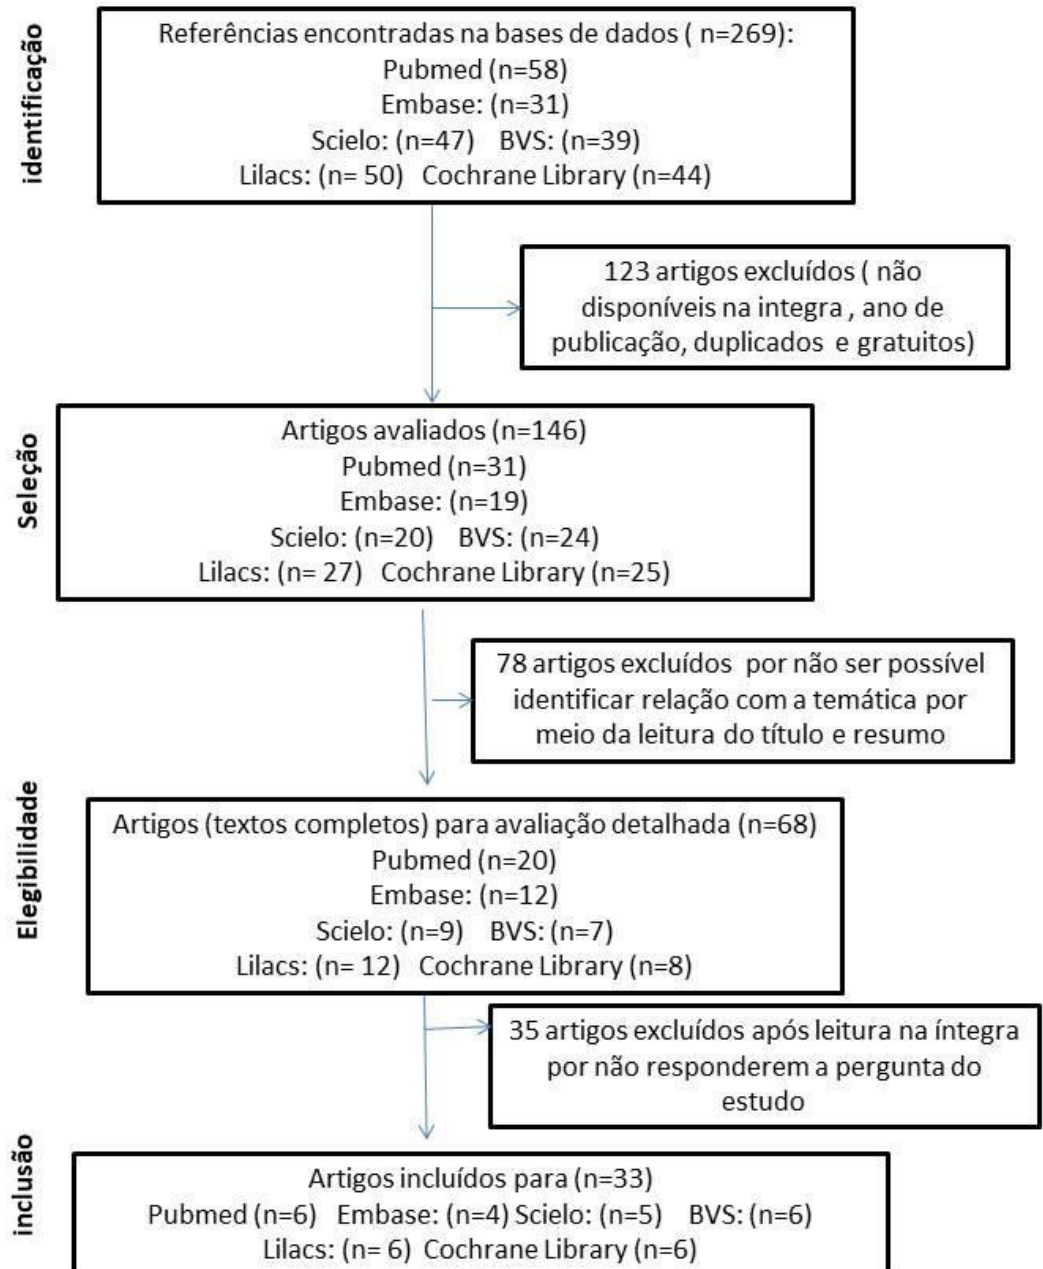 identificação
Referências encontradas na bases de dados ( n=269):
Pubmed (n=58)
Embase: (n=31)
Scielo: (n=47) BVS: (n=39)
Lilacs: (n= 50) Cochrane Library (n=44)
123 artigos excluídos ( não
disponíveis na integra , ano de
publicação, duplicados e gratuitos)
Seleção
Artigos avaliados (n=146)
Pubmed (n=31)
Embase: (n=19)
Scielo: (n=20) BVS: (n=24)
Lilacs: (n= 27) Cochrane Library (n=25)
78 artigos excluídos por não ser possível
identificar relação com a temática por
meio da leitura do título e resumo
Elegibilidade
Artigos (textos completos) para avaliação detalhada (n=68)
Pubmed (n=20)
Embase: (n=12)
Scielo: (n=9) BVS: (n=7)
Lilacs: (n= 12) Cochrane Library (n=8)
35 artigos excluídos após leitura na íntegra
por não responderem a pergunta do
estudo
inclusão
Artigos incluídos para (n=33)
Pubmed (n=6) Embase: (n=4) Scielo: (n=5) BVS: (n=6)
Lilacs: (n= 6) Cochrane Library (n=6)